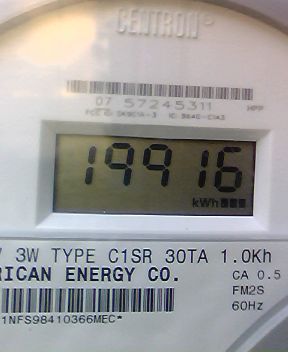 CENTRON
07 57245311
19916
kWh
3W TYPE C1SR 30TA 1.0Kh
RICAN ENERGY CO.
CA 0.5
FM2S
60Hz
1NFS98410366MEC*